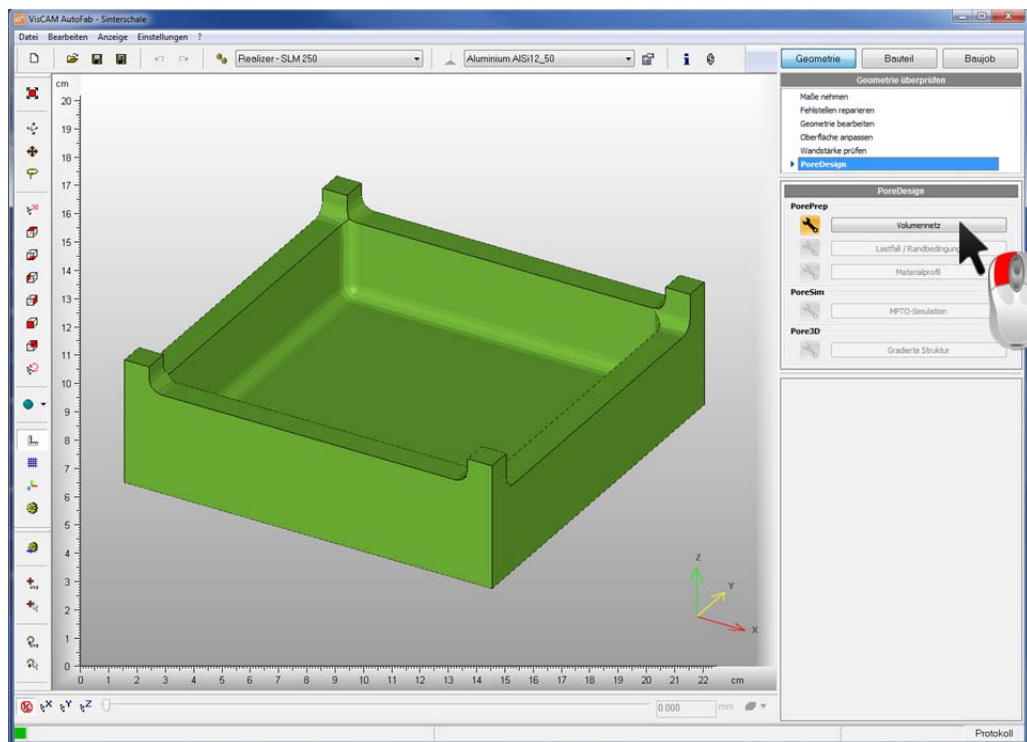 VisCAM AutoFab - Sinterschale
Datei Bearbeiten Anzeige Einstellungen ?
Realizer - SLM 250
Aluminium AlSi12_50
Geometrie Bauteil Baujob
Geometrie überprüfen
Maße nehmen
Fehlstellen reparieren
Geometrie bearbeiten
Oberfläche anpassen
Wandstärke prüfen
PoreDesign
PoreDesign
PorePrep
Volumennetz
Lastfall / Randbedingung
Materialprofil
PoreSim
MPTO-Simulation
Pore3D
Gradierte Struktur
cm
20
19
18
17
16
15
14
13
12
11
10
9
8
7
6
5
4
3
2
1
0
Z
Y
X
0 1 2 3 4 5 6 7 8 9 10 11 12 13 14 15 16 17 18 19 20 21 22 cm
X Y Z 0.000 mm
Protokoll